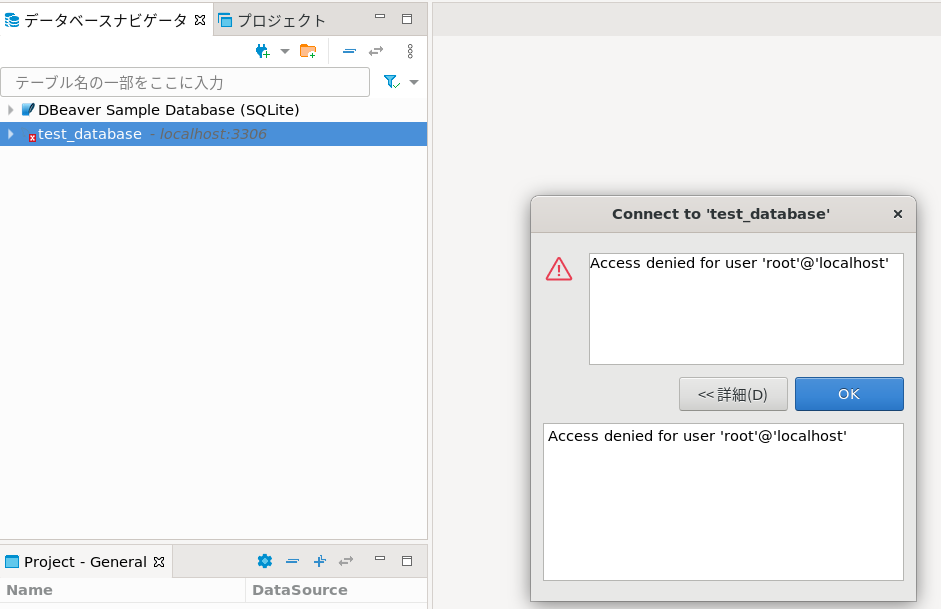 データベースナビゲータ
プロジェクト
テーブル名の一部をここに入力
DBeaver Sample Database (SQLite)
test_database - localhost:3306
Connect to 'test_database'
Access denied for user 'root'@'localhost'
<< 詳細(D)
OK
Access denied for user 'root'@'localhost'
Project - General
Name
DataSource